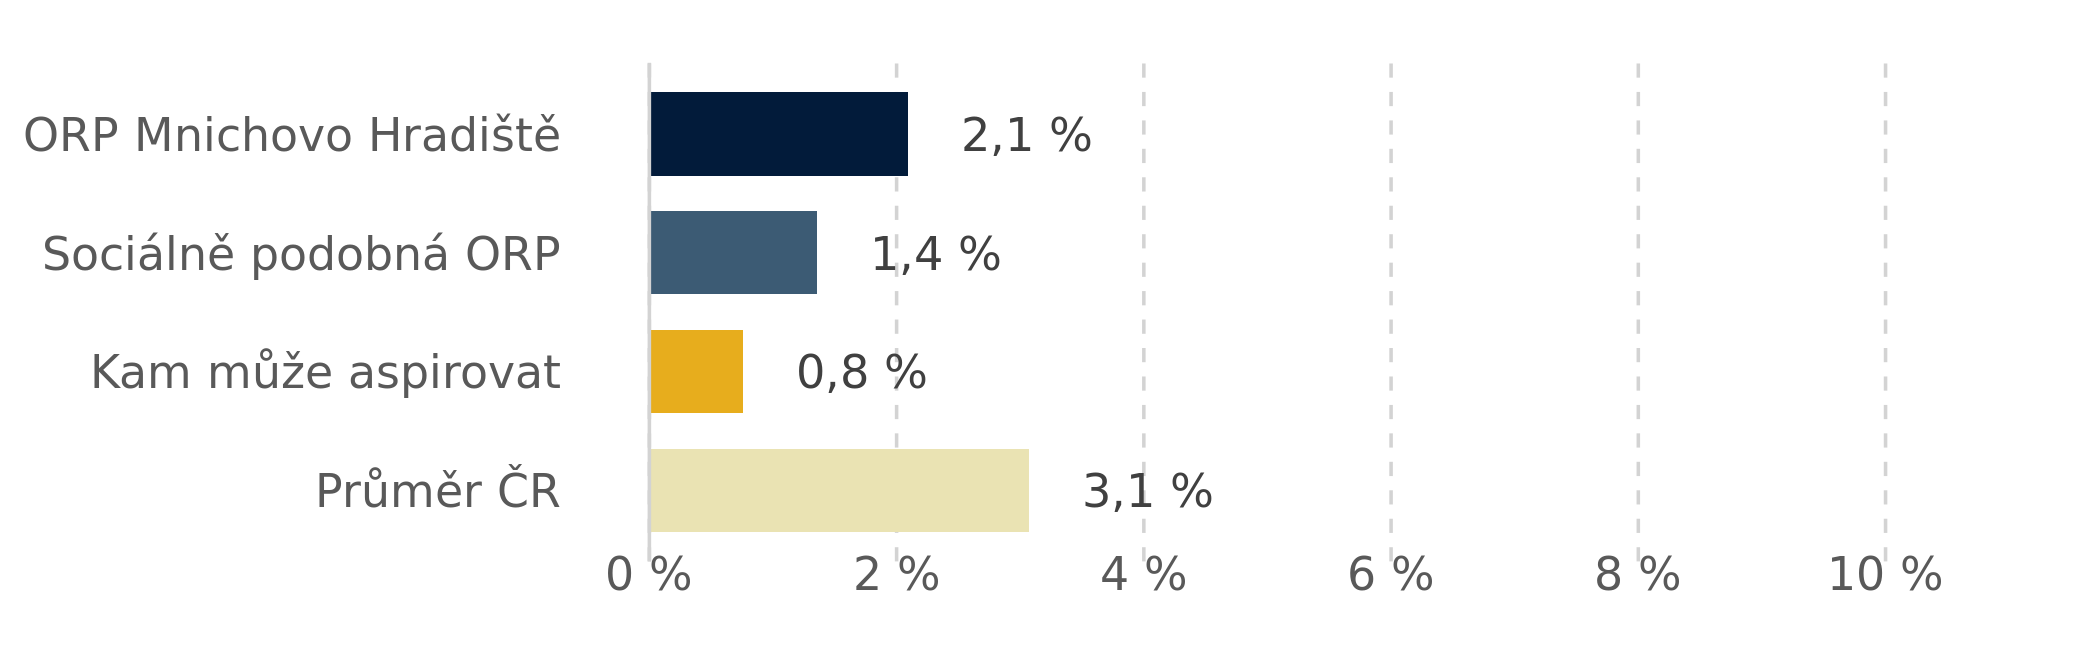 ORP Mnichovo Hradiště 2,1 %
Sociálně podobná ORP 1,4 %
Kam může aspirovat 0,8 %
Průměr ČR 3,1 %
0 % 2 % 4 % 6 % 8 % 10 %